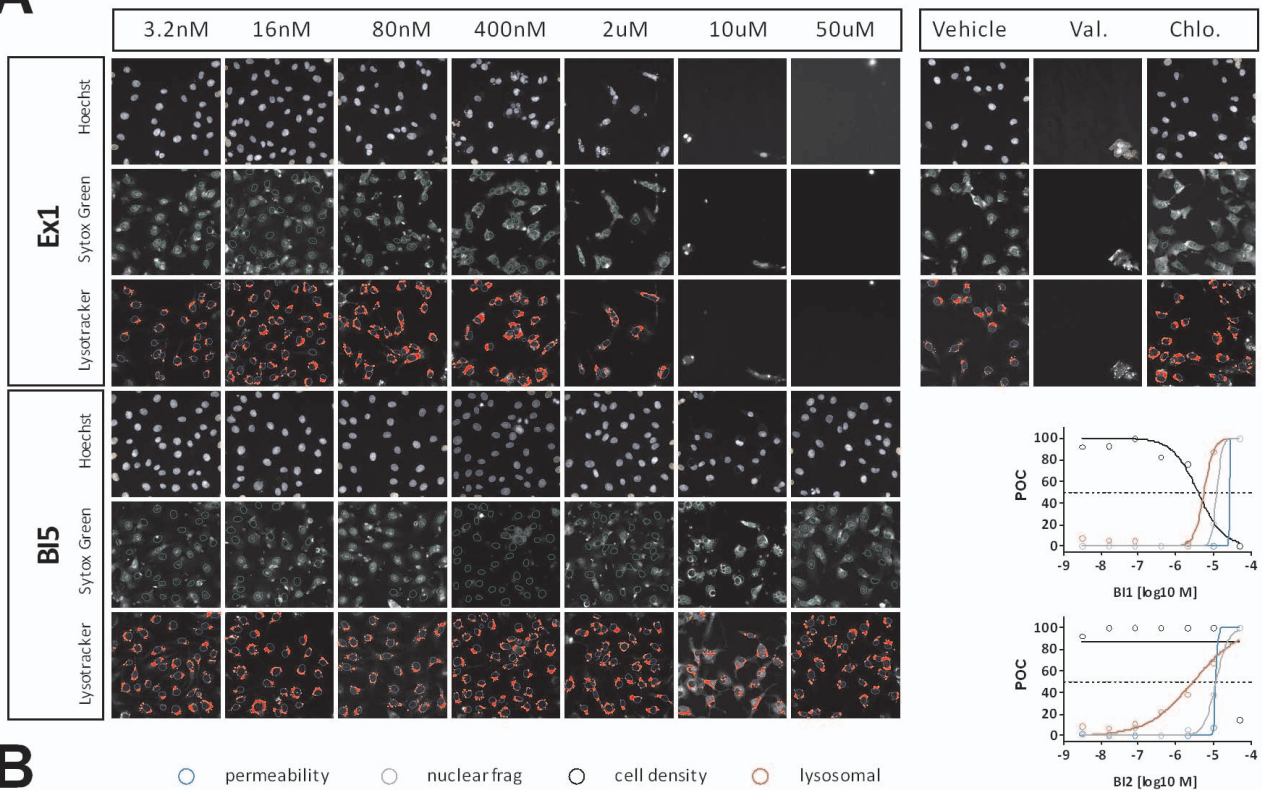 A
3.2nM 16nM 80nM 400nM 2uM 10uM 50uM
Vehicle Val. Chlo.
Ex1
Hoechst
Sytox Green
Lysotracker
BI5
Hoechst
Sytox Green
Lysotracker
POC
100
80
60
40
20
0
-9 -8 -7 -6 -5 -4
BI1 [log10 M]
POC
100
80
60
40
20
0
-9 -8 -7 -6 -5 -4
BI2 [log10 M]
B
permeability nuclear frag cell density lysosomal